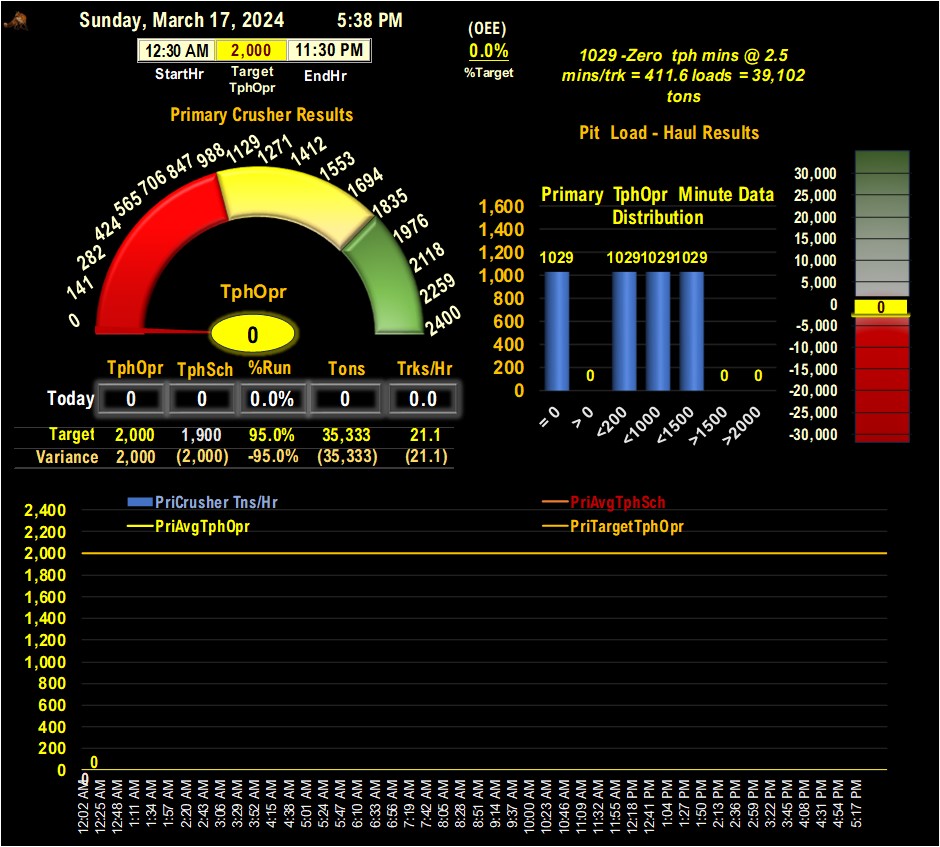 Sunday, March 17, 2024 5:38 PM
12:30 AM 2,000 11:30 PM
StartHr Target TphOpr EndHr
(OEE)
0.0%
%Target
1029 -Zero tph mins @ 2.5
mins/trk = 411.6 loads = 39,102
tons
Primary Crusher Results
0 141 282 424 565 706 847 988 1129 1271 1412 1553 1694 1835 1976 2118 2259 2400
TphOpr
0
TphOpr TphSch %Run Tons Trks/Hr
Today 0 0 0.0% 0 0.0
Target 2,000 1,900 95.0% 35,333 21.1
Variance 2,000 (2,000) -95.0% (35,333) (21.1)
Pit Load - Haul Results
Primary TphOpr Minute Data
Distribution
1,600
1,400
1,200
1,000
800
600
400
200
0
1029 0 1029 1029 1029 0 0
= 0 > 0 <200 <1000 <1500 >1500 >2000
30,000
25,000
20,000
15,000
10,000
5,000
0
-5,000
-10,000
-15,000
-20,000
-25,000
-30,000
0
PriCrusher Tns/Hr PriAvgTphSch
PriAvgTphOpr PriTargetTphOpr
2,400
2,200
2,000
1,800
1,600
1,400
1,200
1,000
800
600
400
200
0
0
0
12:02 AM 12:25 AM 12:48 AM 1:11 AM 1:34 AM 1:57 AM 2:20 AM 2:43 AM 3:06 AM 3:29 AM 3:52 AM 4:15 AM 4:38 AM 5:01 AM 5:24 AM 5:47 AM 6:10 AM 6:33 AM 6:56 AM 7:19 AM 7:42 AM 8:05 AM 8:28 AM 8:51 AM 9:14 AM 9:37 AM 10:00 AM 10:23 AM 10:46 AM 11:09 AM 11:32 AM 11:55 AM 12:18 PM 12:41 PM 1:04 PM 1:27 PM 1:50 PM 2:13 PM 2:36 PM 2:59 PM 3:22 PM 3:45 PM 4:08 PM 4:31 PM 4:54 PM 5:17 PM